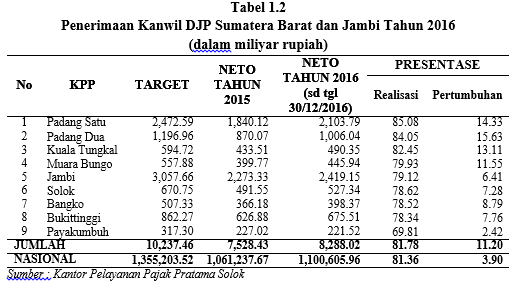 Tabel 1.2
Penerimaan Kanwil DJP Sumatera Barat dan Jambi Tahun 2016
(dalam miliyar rupiah)
No KPP TARGET NETO TAHUN 2015 NETO TAHUN 2016 (sd tgl 30/12/2016) PRESENTASE
Realisasi Pertumbuhan
1 Padang Satu 2,472.59 1,840.12 2,103.79 85.08 14.33
2 Padang Dua 1,196.96 870.07 1,006.04 84.05 15.63
3 Kuala Tungkal 594.72 433.51 490.35 82.45 13.11
4 Muara Bungo 557.88 399.77 445.94 79.93 11.55
5 Jambi 3,057.66 2,273.33 2,419.15 79.12 6.41
6 Solok 670.75 491.55 527.34 78.62 7.28
7 Bangko 507.33 366.18 398.37 78.52 8.79
8 Bukittinggi 862.27 626.88 675.51 78.34 7.76
9 Payakumbuh 317.30 227.02 221.52 69.81 2.42
JUMLAH 10,237.46 7,528.43 8,288.02 81.78 11.20
NASIONAL 1,355,203.52 1,061,237.67 1,100,605.96 81.36 3.90
Sumber : Kantor Pelayanan Pajak Pratama Solok